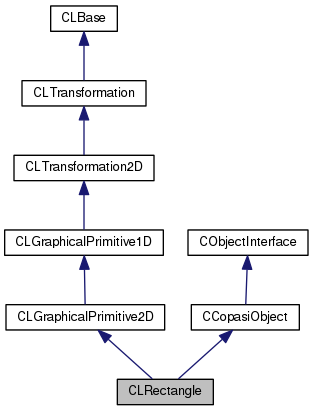 CLBase
CLTransformation
CLTransformation2D
CLGraphicalPrimitive1D
CObjectInterface
CLGraphicalPrimitive2D
CCopasiObject
CLRectangle